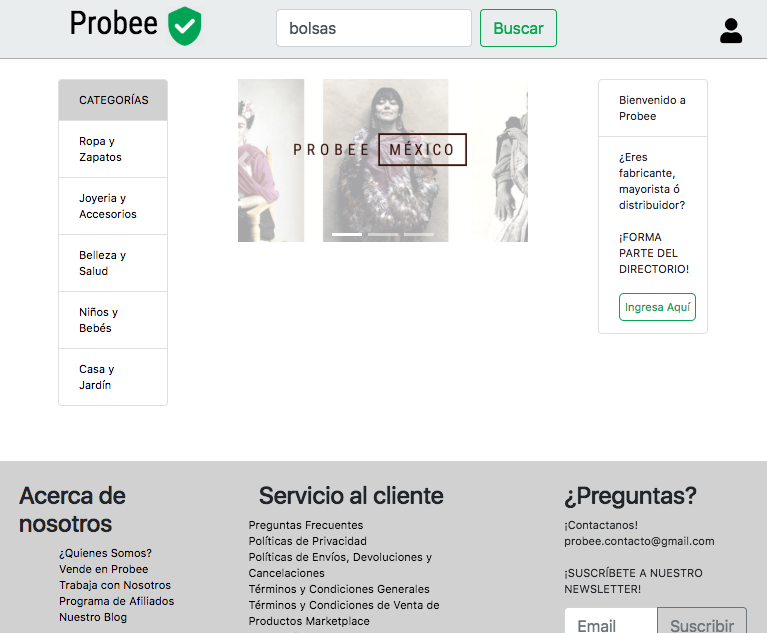 Probee
bolsas
Buscar
CATEGORÍAS
Ropa y
Zapatos
Joyeria y
Accesorios
Belleza y
Salud
Niños y
Bebés
Casa y
Jardín
PROBEE MÉXICO
Bienvenido a
Probee
¿Eres
fabricante,
mayorista ó
distribuidor?
¡FORMA
PARTE DEL
DIRECTORIO!
Ingresa Aquí
Acerca de
nosotros
¿Quienes Somos?
Vende en Probee
Trabaja con Nosotros
Programa de Afiliados
Nuestro Blog
Servicio al cliente
Preguntas Frecuentes
Políticas de Privacidad
Políticas de Envíos, Devoluciones y
Cancelaciones
Términos y Condiciones Generales
Términos y Condiciones de Venta de
Productos Marketplace
¿Preguntas?
¡Contactanos!
probee.contacto@gmail.com
¡SUSCRÍBETE A NUESTRO
NEWSLETTER!
Email
Suscribir